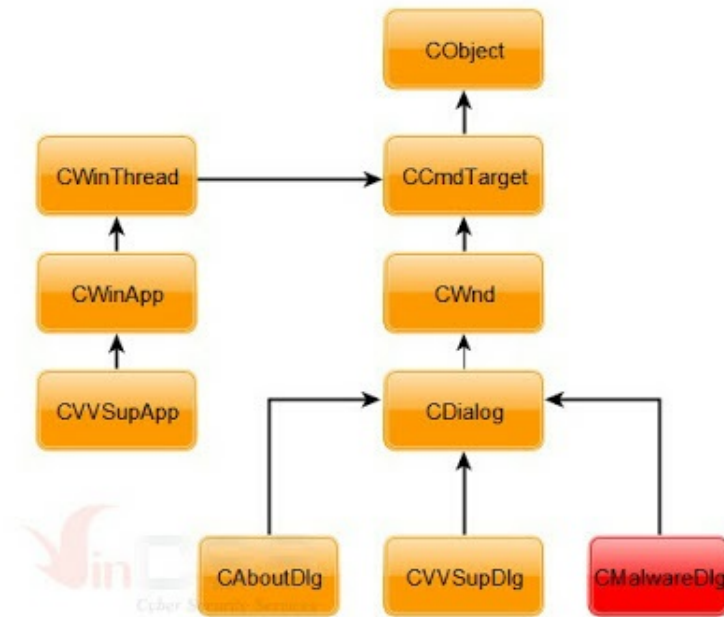 CObject
CWinThread
CCmdTarget
CWinApp
CWnd
CVVSupApp
CDialog
CAboutDlg
CVVSupDlg
CMalwareDlg
Cyber Security Services